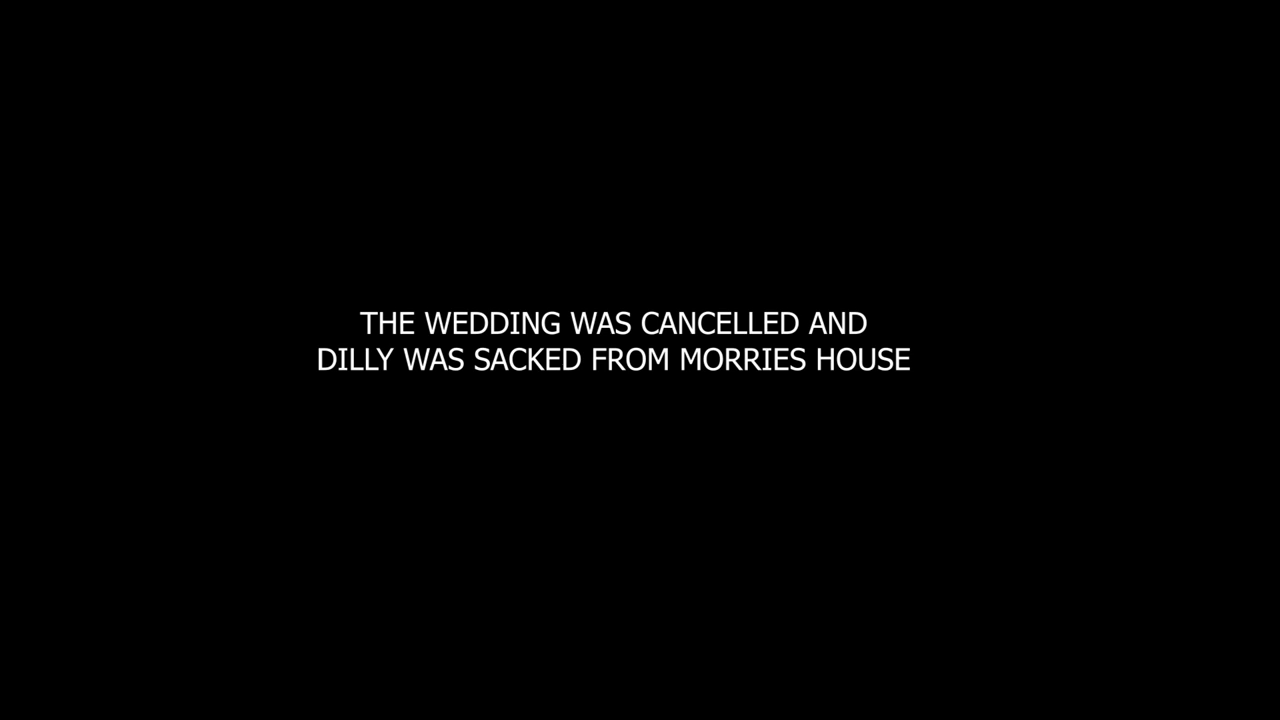 THE WEDDING WAS CANCELLED AND
DILLY WAS SACKED FROM MORRIES HOUSE